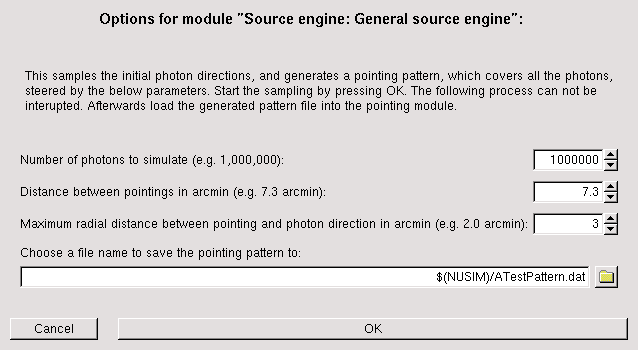 Options for module "Source engine: General source engine":
This samples the initial photon directions, and generates a pointing pattern, which covers all the photons,
steered by the below parameters. Start the sampling by pressing OK. The following process can not be
interupted. Afterwards load the generated pattern file into the pointing module.
Number of photons to simulate (e.g. 1,000,000): 1000000
Distance between pointings in arcmin (e.g. 7.3 arcmin): 7.3
Maximum radial distance between pointing and photon direction in arcmin (e.g. 2.0 arcmin): 3
Choose a file name to save the pointing pattern to:
$(NUSIM)/ATestPattern.dat
Cancel OK